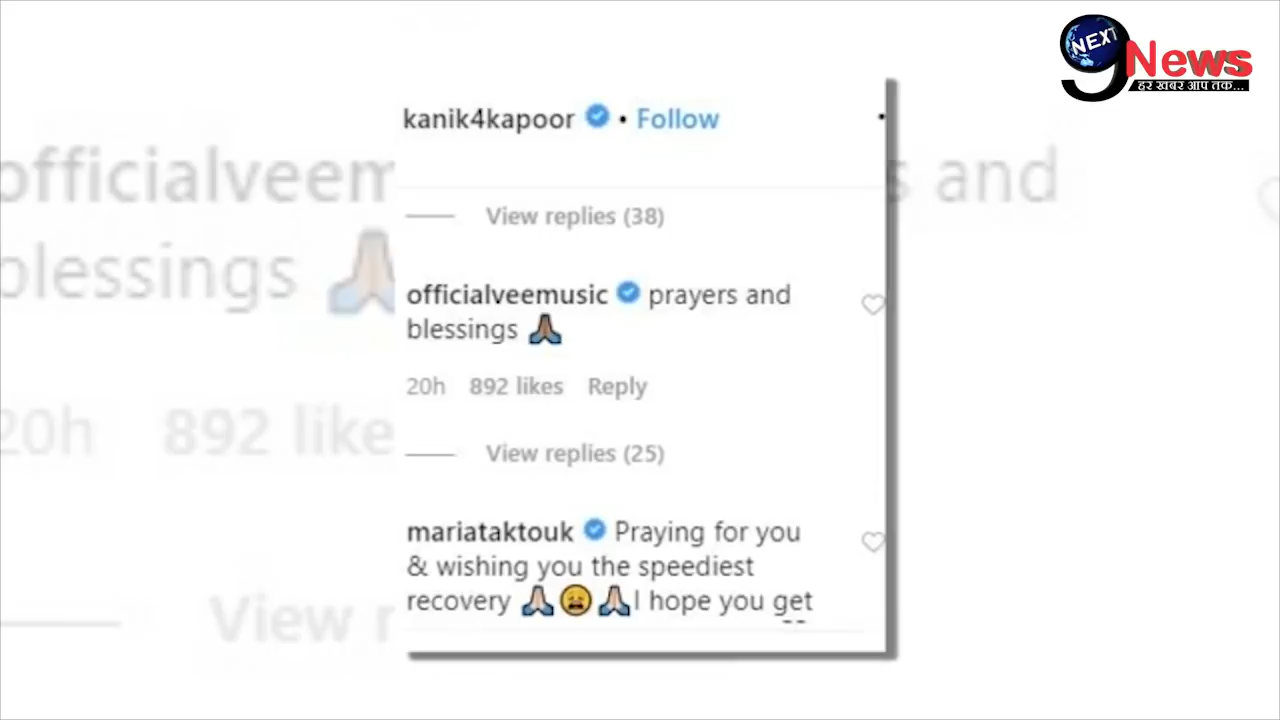 NEXT
9 News
हर खबर आप तक...
kanik4kapoor • Follow
officialveem
s and
blessings
View replies (38)
officialveemusic prayers and
blessings 🙏🏾
20h 892 likes Reply
20h 892 like
View replies (25)
mariataktouk Praying for you
& wishing you the speediest
recovery 🙏🏻😩🙏🏻I hope you get
View r